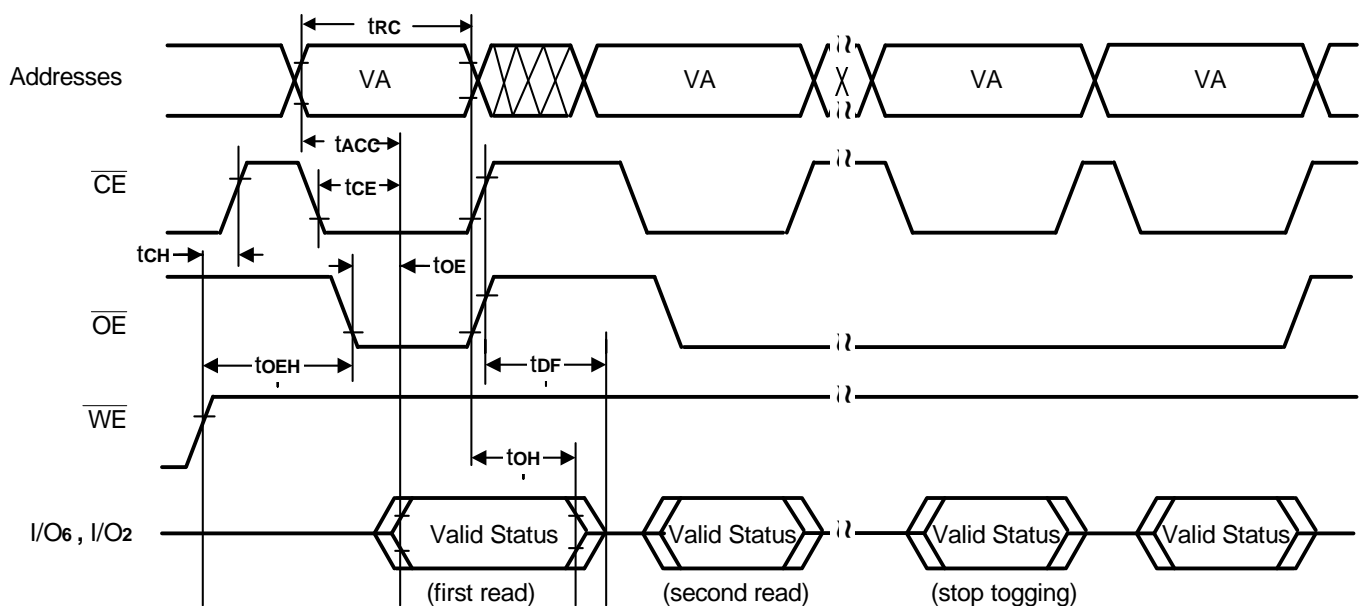 tRC
Addresses VA VA X VA VA
tACC
CE tCE
tCH tOE
OE
tOEH tDF
WE
tOH
I/O6 , I/O2 Valid Status Valid Status Valid Status Valid Status
(first read) (second read) (stop togging)